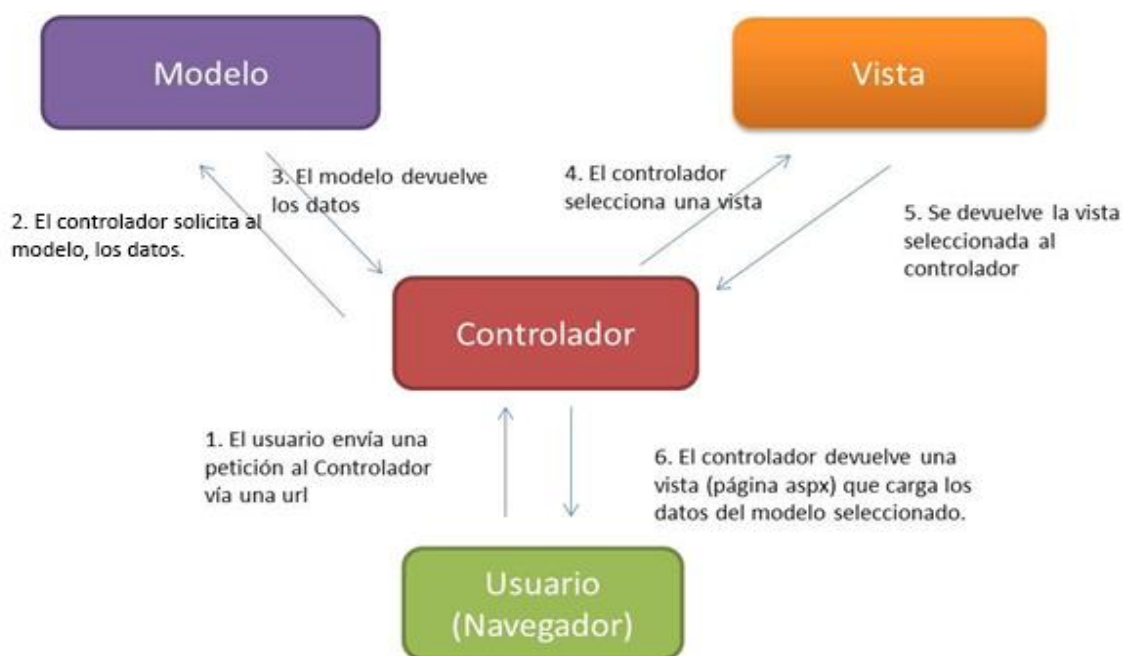 Modelo
Vista
3. El modelo devuelve
los datos
4. El controlador
selecciona una vista
2. El controlador solicita al
modelo, los datos.
5. Se devuelve la vista
seleccionada al
controlador
Controlador
1. El usuario envía una
petición al Controlador
vía una url
6. El controlador devuelve una
vista (página aspx) que carga los
datos del modelo seleccionado.
Usuario
(Navegador)